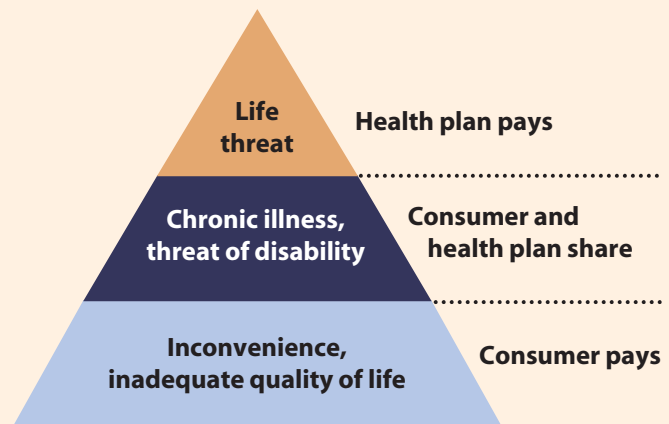 Life
threat
Health plan pays
Chronic illness,
threat of disability
Consumer and
health plan share
Inconvenience,
inadequate quality of life
Consumer pays